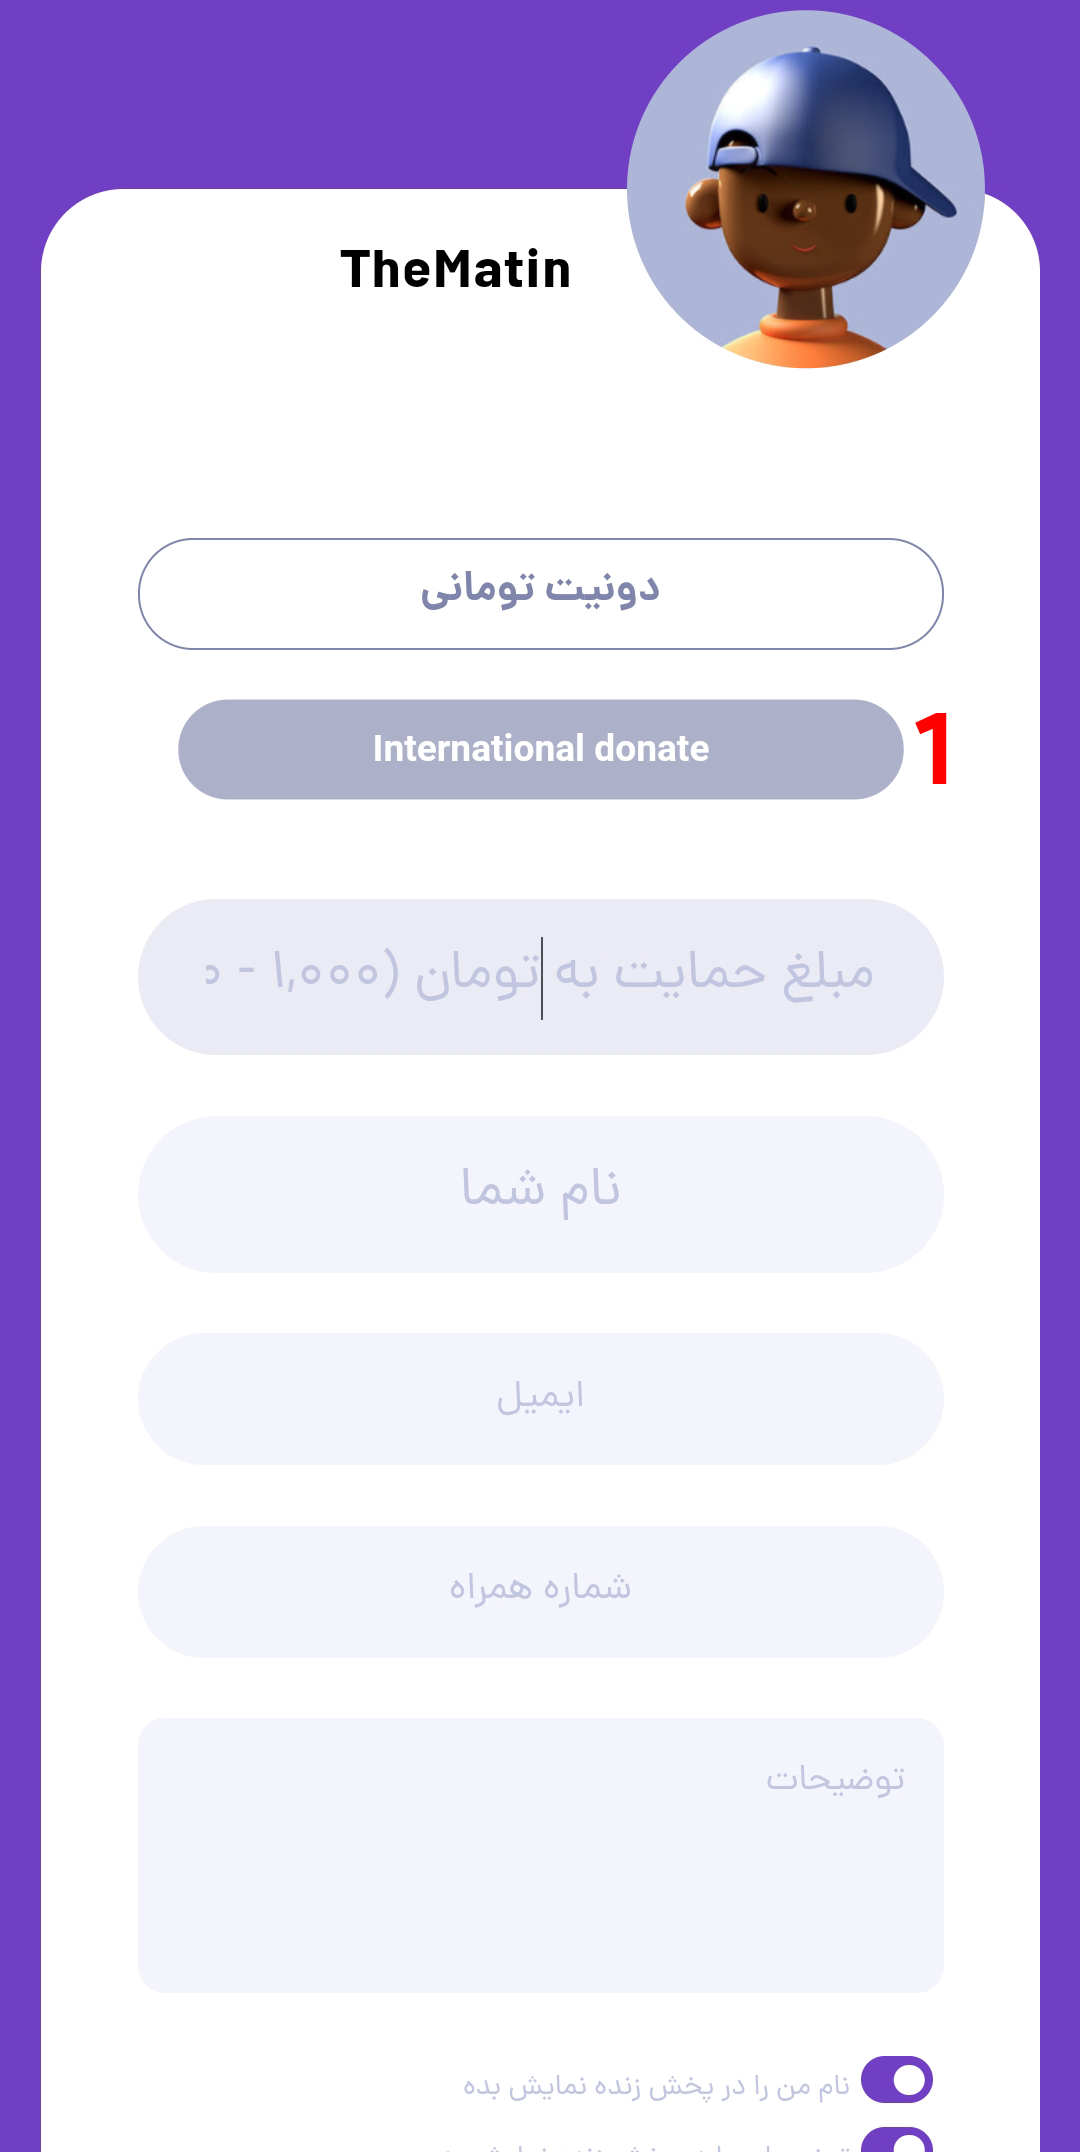 TheMatin
دونیت تومانی
International donate
1
مبلغ حمایت به تومان (۱,۰۰۰ -
نام شما
ایمیل
شماره همراه
توضیحات
نام من را در پخش زنده نمایش بده